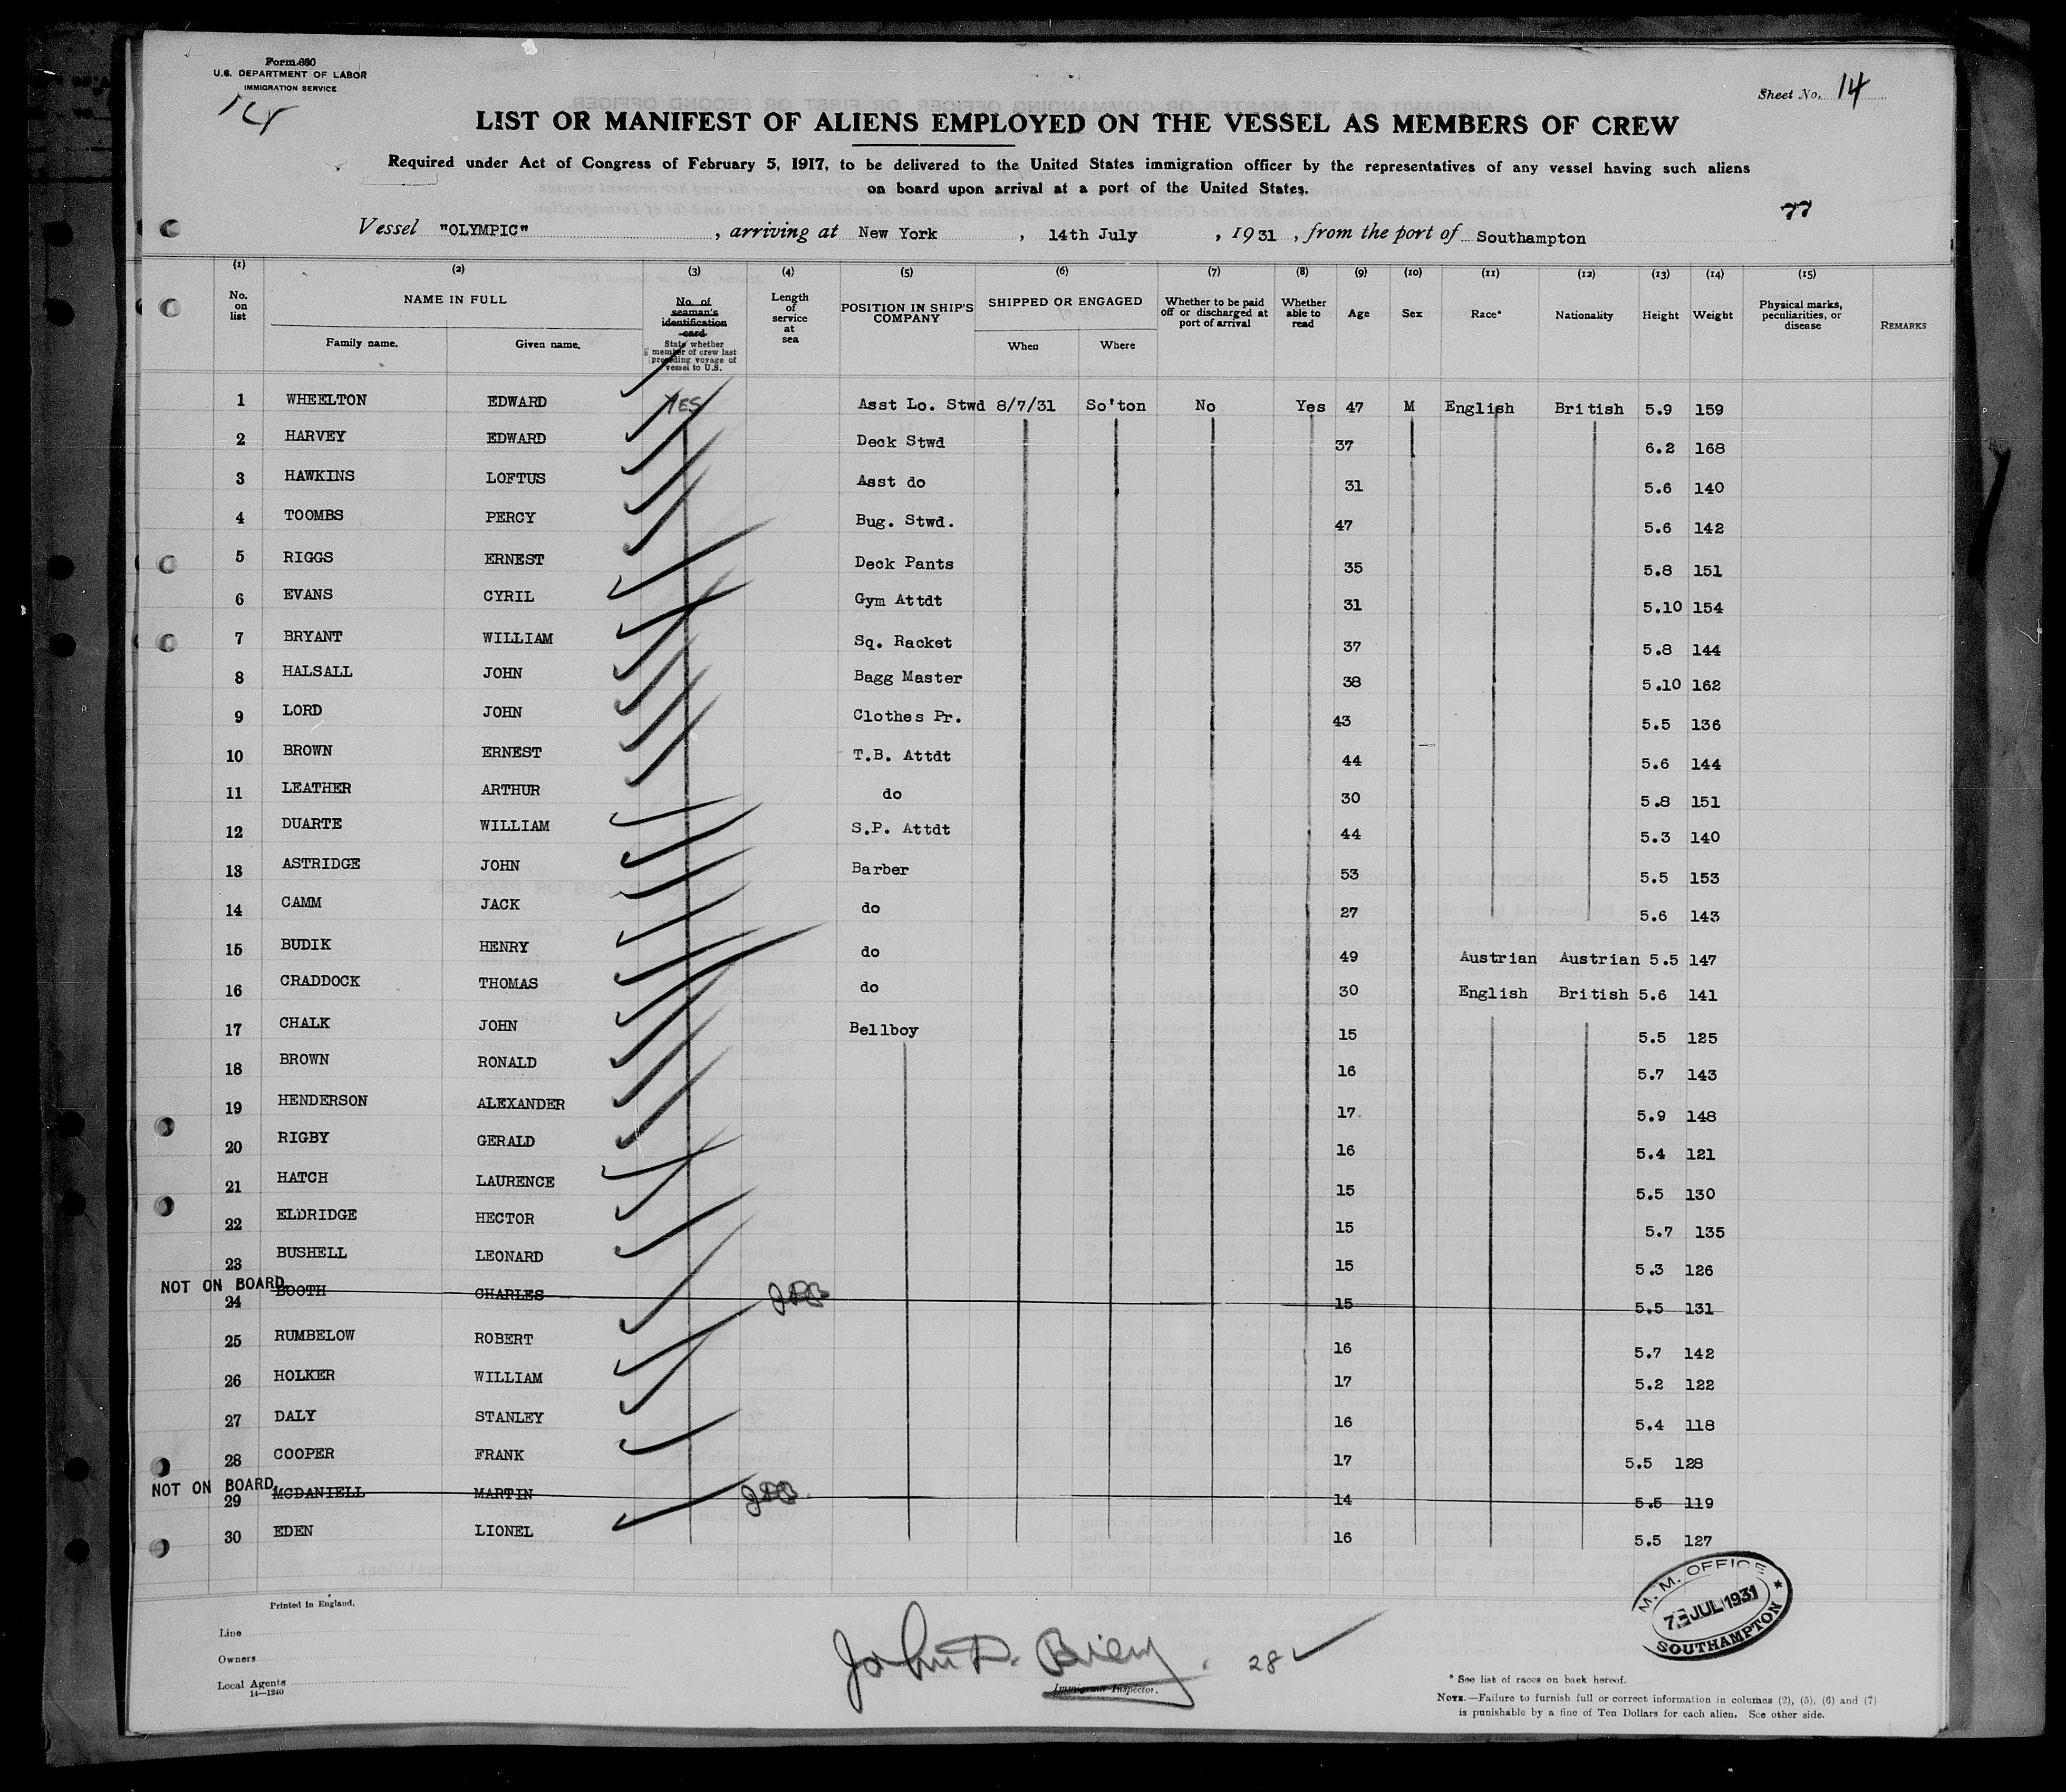 Form 680
U.S. DEPARTMENT OF LABOR
IMMIGRATION SERVICE
14
Sheet No. 14
LIST OR MANIFEST OF ALIENS EMPLOYED ON THE VESSEL AS MEMBERS OF CREW
Required under Act of Congress of February 5, 1917, to be delivered to the United States immigration officer by the representatives of any vessel having such aliens
on board upon arrival at a port of the United States.
77
Vessel "OLYMPIC", arriving at New York, 14th July, 1931, from the port of Southampton
(1) (2) (3) (4) (5) (6) (7) (8) (9) (10) (11) (12) (13) (14) (15)
No. on list
NAME IN FULL
Family name. Given name.
No. of seaman's identification card
State whether member of crew last preceding voyage of vessel to U.S.
Length of service at sea
POSITION IN SHIP'S COMPANY
SHIPPED OR ENGAGED
When Where
Whether to be paid off or discharged at port of arrival
Whether able to read
Age
Sex
Race*
Nationality
Height
Weight
Physical marks, peculiarities, or disease
REMARKS
1 WHEELTON EDWARD YES Asst Lo. Stwd 8/7/31 So'ton No Yes 47 M English British 5.9 159
2 HARVEY EDWARD Deck Stwd 37 6.2 168
3 HAWKINS LOFTUS Asst do 31 5.6 140
4 TOOMBS PERCY Bug. Stwd. 47 5.6 142
5 RIGGS ERNEST Deck Pants 35 5.8 151
6 EVANS CYRIL Gym Attdt 31 5.10 154
7 BRYANT WILLIAM Sq. Racket 37 5.8 144
8 HALSALL JOHN Bagg Master 38 5.10 162
9 LORD JOHN Clothes Pr. 43 5.5 136
10 BROWN ERNEST T.B. Attdt 44 5.6 144
11 LEATHER ARTHUR do 30 5.8 151
12 DUARTE WILLIAM S.P. Attdt 44 5.3 140
13 ASTRIDGE JOHN Barber 53 5.5 153
14 CAMM JACK do 27 5.6 143
15 BUDIK HENRY do 49 Austrian Austrian 5.5 147
16 CRADDOCK THOMAS do 30 English British 5.6 141
17 CHALK JOHN Bellboy 15 5.5 125
18 BROWN RONALD 16 5.7 143
19 HENDERSON ALEXANDER 17. 5.9 148
20 RIGBY GERALD 16 5.4 121
21 HATCH LAURENCE 15 5.5 130
22 ELDRIDGE HECTOR 15 5.7 135
23 BUSHELL LEONARD 15 5.3 126
NOT ON BOARD
24 BOOTH CHARLES 15 5.5 131
25 RUMBELOW ROBERT 16 5.7 142
26 HOLKER WILLIAM 17 5.2 122
27 DALY STANLEY 16 5.4 118
28 COOPER FRANK 17 5.5 128
NOT ON BOARD
29 MCDANIELL MARTIN 14 5.5 119
30 EDEN LIONEL 16 5.5 127
M.M. OFFICE
JUL 1931
SOUTHAMPTON
Printed in England.
Line
Owners
Local Agents
14—1240
John D.
28
Immigrant Inspector.
* See list of races on back hereof.
NOTE.—Failure to furnish full or correct information in columns (2), (5), (6) and (7)
is punishable by a fine of Ten Dollars for each alien. See other side.